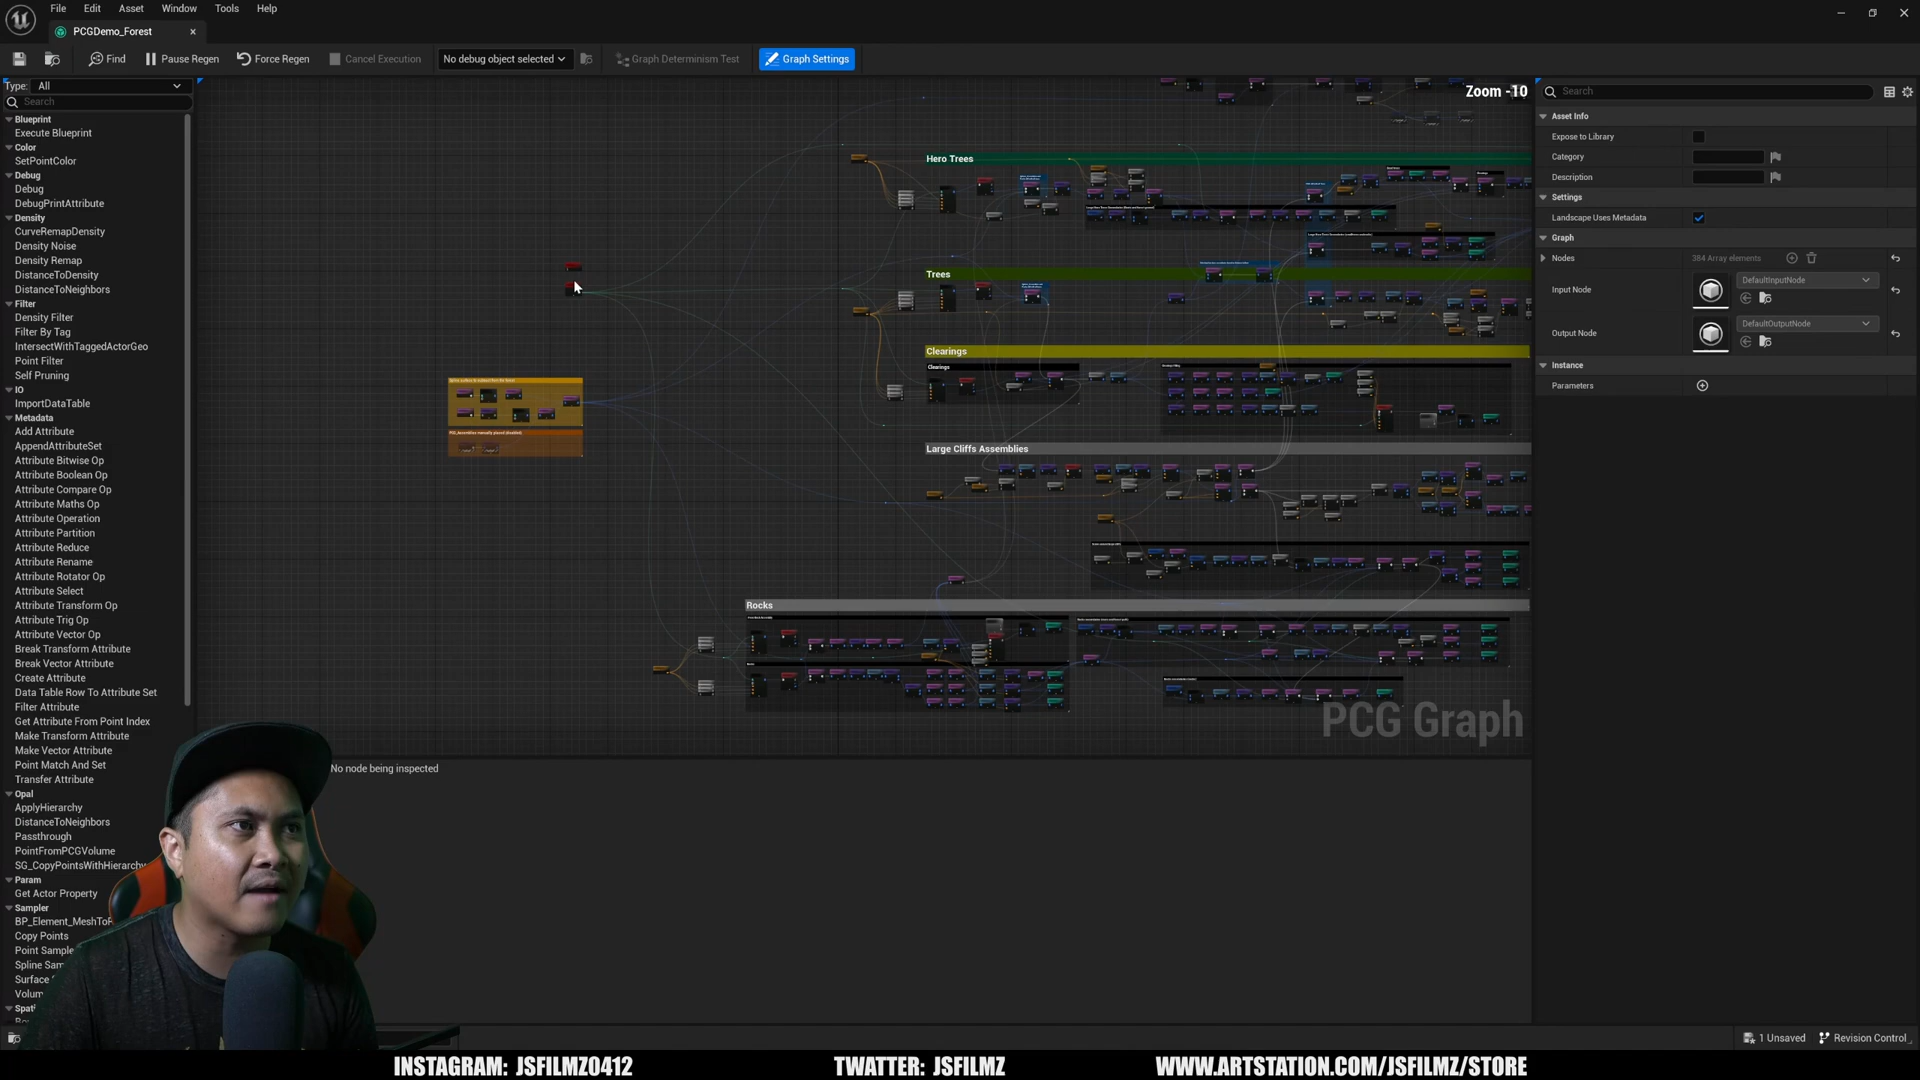 File Edit Asset Window Tools Help
PCGDemo_Forest
Find Pause Regen Force Regen Cancel Execution No debug object selected Graph Determinism Test Graph Settings
Type: All
Search
Blueprint
Execute Blueprint
Color
SetPointColor
Debug
Debug
DebugPrintAttribute
Density
CurveRemapDensity
Density Noise
Density Remap
DistanceToDensity
DistanceToNeighbors
Filter
Density Filter
Filter By Tag
IntersectWithTaggedActorGeo
Point Filter
Self Pruning
IO
ImportDataTable
Metadata
Add Attribute
AppendAttributeSet
Attribute Bitwise Op
Attribute Boolean Op
Attribute Compare Op
Attribute Maths Op
Attribute Operation
Attribute Partition
Attribute Reduce
Attribute Rename
Attribute Rotator Op
Attribute Select
Attribute Transform Op
Attribute Trig Op
Attribute Vector Op
Break Transform Attribute
Break Vector Attribute
Create Attribute
Data Table Row To Attribute Set
Filter Attribute
Get Attribute From Point Index
Make Transform Attribute
Make Vector Attribute
Point Match And Set
Transfer Attribute
Opal
ApplyHierarchy
DistanceToNeighbors
Passthrough
PointFromPCGVolume
SG_CopyPointsWithHierarchy
Param
Get Actor Property
Sampler
BP_Element_MeshToP
Copy Points
Point Sample
Spline Sam
Surface
Volum
Spati
Zoom -10
Hero Trees
Trees
Clearings
Clearings
Large Cliffs Assemblies
Rocks
PCG Graph
No node being inspected
Search
Asset Info
Expose to Library
Category
Description
Settings
Landscape Uses Metadata
Graph
Nodes 384 Array elements
Input Node DefaultInputNode
Output Node DefaultOutputNode
Instance
Parameters
1 Unsaved Revision Control
INSTAGRAM: JSFILMZ0412 TWATTER: JSFILMZ WWW.ARTSTATION.COM/JSFILMZ/STORE